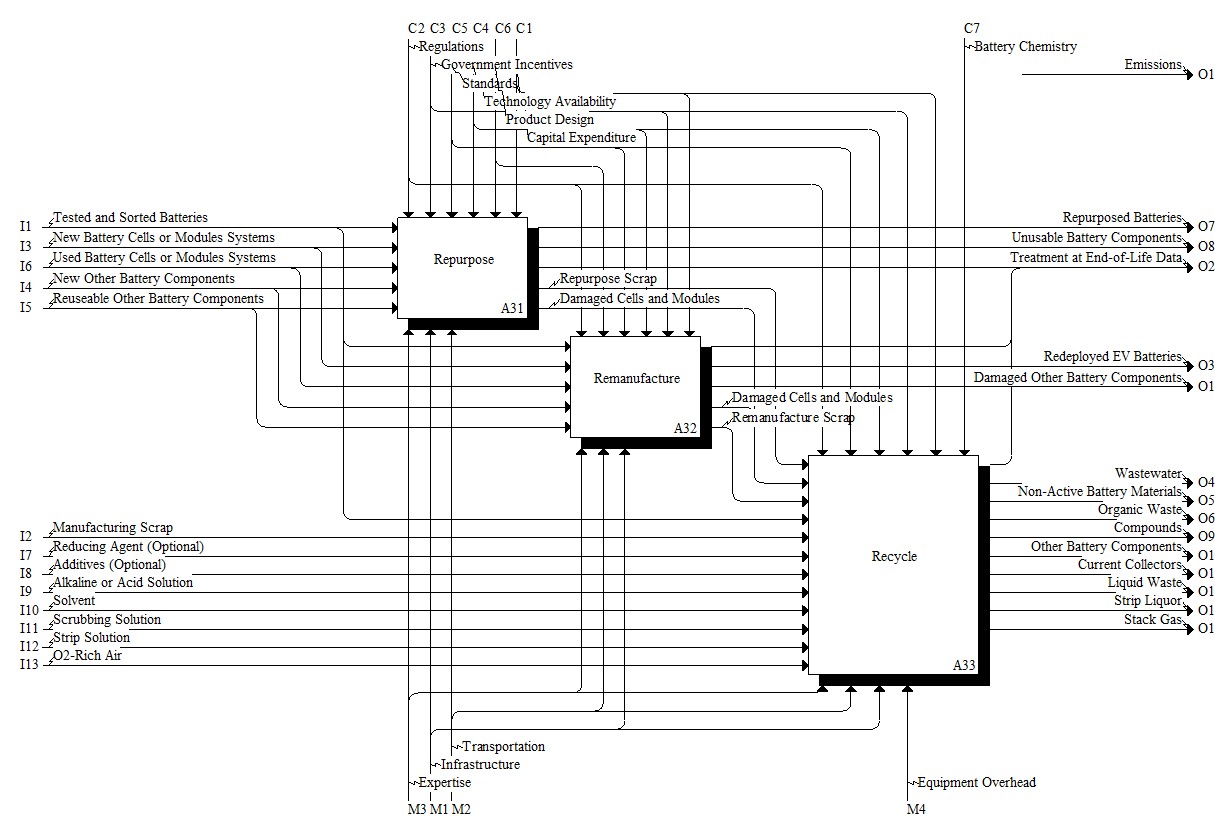 C2 C3 C5 C4 C6 C1 C7
Regulations
Battery Chemistry
Government Incentives
Emissions
O1
Standards
Technology Availability
Product Design
Capital Expenditure
I1 Tested and Sorted Batteries
Repurposed Batteries O7
I3 New Battery Cells or Modules Systems
Unusable Battery Components O8
I6 Used Battery Cells or Modules Systems
Repurpose
Treatment at End-of-Life Data O2
I4 New Other Battery Components
Repurpose Scrap
I5 Reuseable Other Battery Components
Damaged Cells and Modules
A31
Redeployed EV Batteries O3
Remanufacture
Damaged Other Battery Components O1
Damaged Cells and Modules
Remanufacture Scrap
A32
Wastewater O4
Non-Active Battery Materials O5
Organic Waste O6
I2 Manufacturing Scrap
Compounds O9
I7 Reducing Agent (Optional)
Recycle
Other Battery Components O1
I8 Additives (Optional)
Current Collectors O1
I9 Alkaline or Acid Solution
Liquid Waste O1
I10 Solvent
Strip Liquor O1
I11 Scrubbing Solution
Stack Gas O1
I12 Strip Solution
I13 O2-Rich Air
A33
Transportation
Infrastructure
Expertise
Equipment Overhead
M3 M1 M2 M4